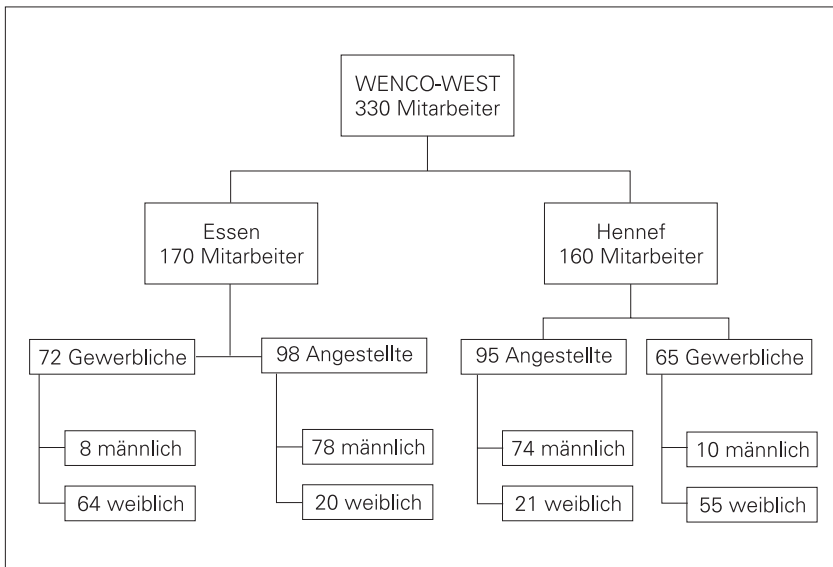 WENCO-WEST
330 Mitarbeiter
Essen
170 Mitarbeiter
Hennef
160 Mitarbeiter
72 Gewerbliche
98 Angestellte
95 Angestellte
65 Gewerbliche
8 männlich
78 männlich
74 männlich
10 männlich
64 weiblich
20 weiblich
21 weiblich
55 weiblich